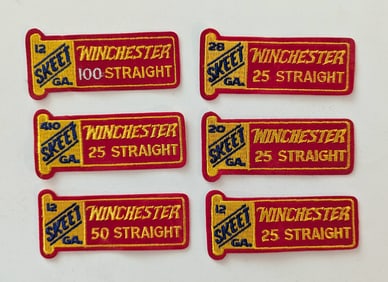 12 SKEET GA. WINCHESTER
100 STRAIGHT
28 SKEET GA. WINCHESTER
25 STRAIGHT
410 SKEET GA. WINCHESTER
25 STRAIGHT
20 SKEET GA. WINCHESTER
25 STRAIGHT
12 SKEET GA. WINCHESTER
50 STRAIGHT
12 SKEET GA. WINCHESTER
25 STRAIGHT